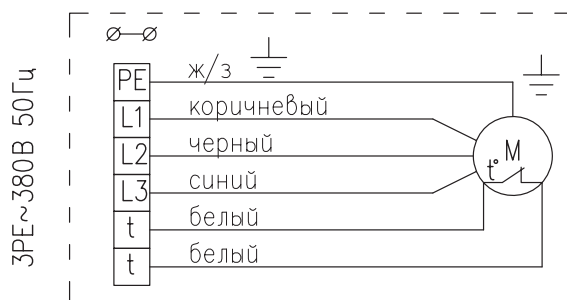 3PE~380В 50Гц
PE ж/з
L1 коричневый
L2 черный
L3 синий
t белый
t белый
M
t°